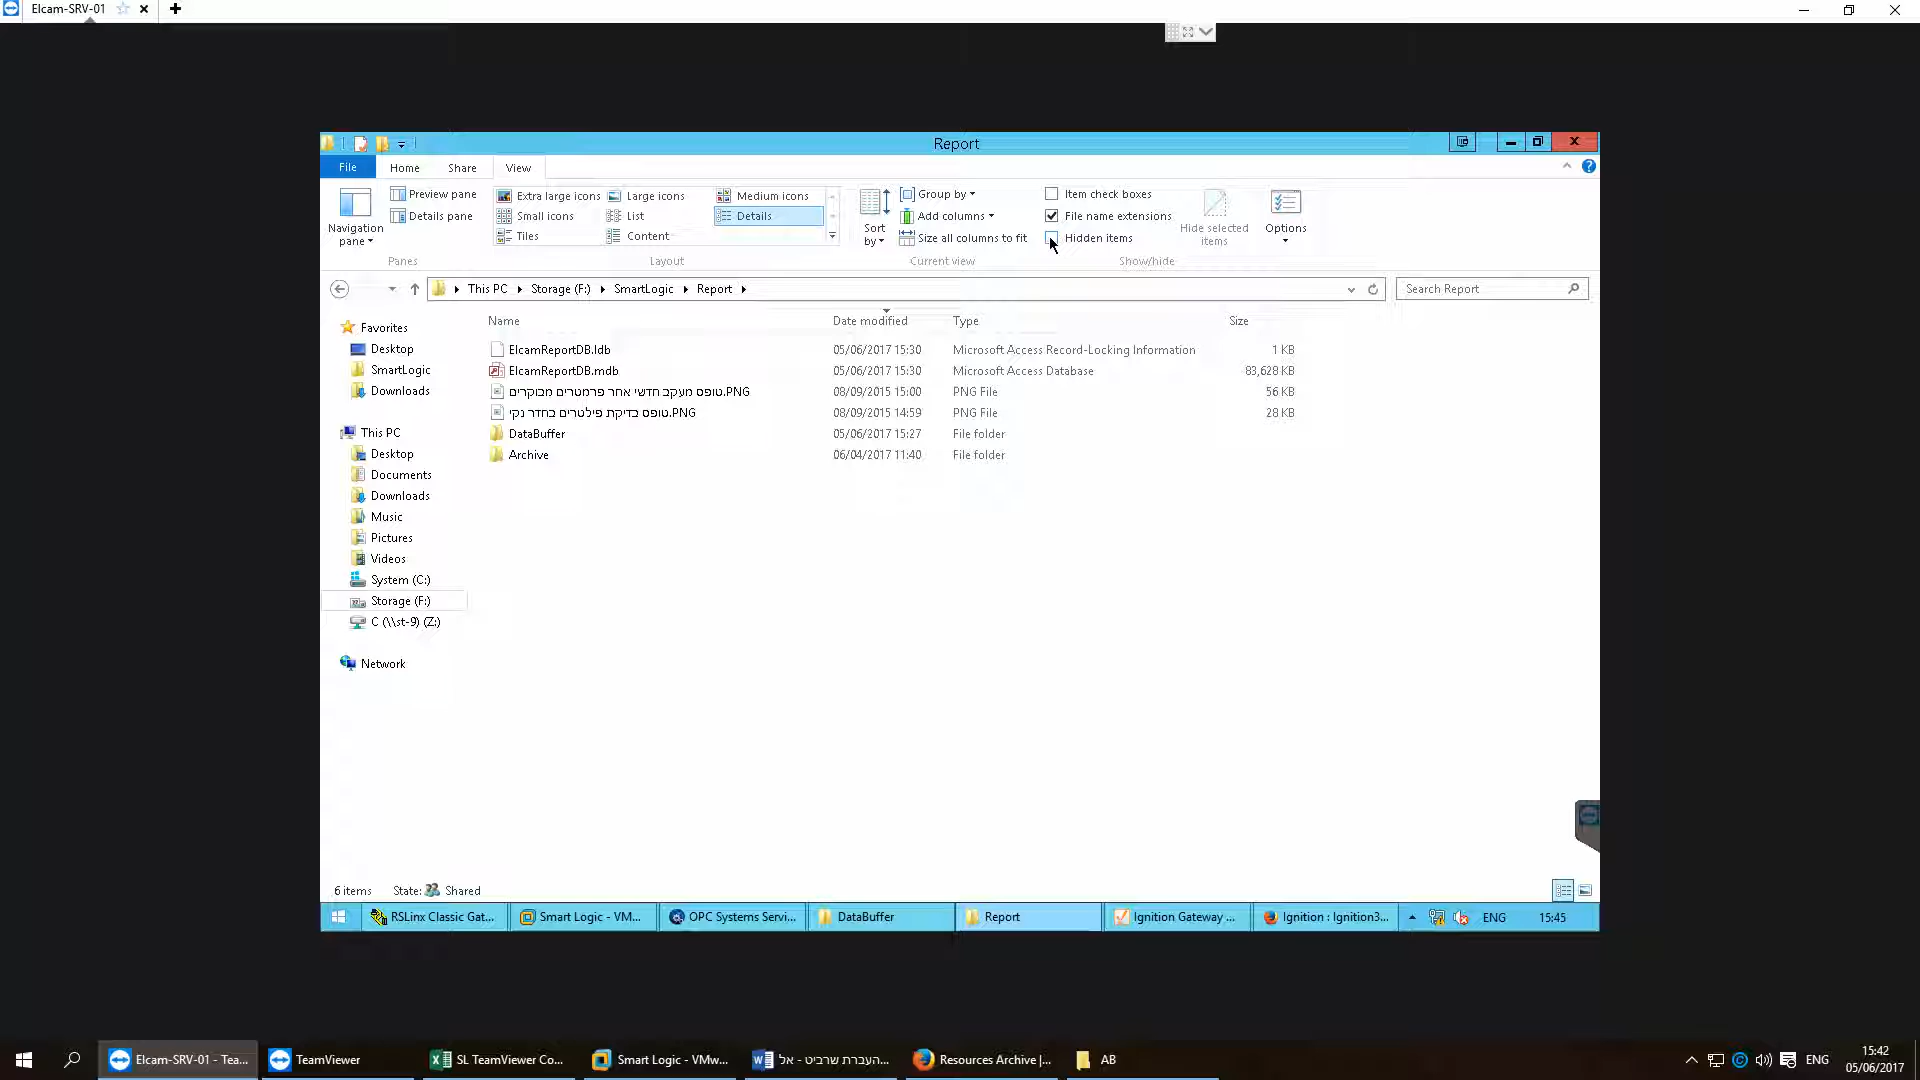 Elcam-SRV-01
Report
File
Home
Share
View
Navigation pane
Preview pane
Details pane
Panes
Extra large icons
Large icons
Medium icons
Small icons
List
Details
Tiles
Content
Layout
Sort by
Group by
Add columns
Size all columns to fit
Current view
Item check boxes
File name extensions
Hidden items
Hide selected items
Show/hide
Options
This PC
Storage (F:)
SmartLogic
Report
Search Report
Name
Date modified
Type
Size
Favorites
Desktop
SmartLogic
Downloads
This PC
Desktop
Documents
Downloads
Music
Pictures
Videos
System (C:)
Storage (F:)
C (\\st-9) (Z:)
Network
ElcamReportDB.ldb 05/06/2017 15:30 Microsoft Access Record-Locking Information 1 KB
ElcamReportDB.mdb 05/06/2017 15:30 Microsoft Access Database 83,628 KB
טופס מעקב חדשי אחר פרמטרים מבוקרים.PNG 08/09/2015 15:00 PNG File 56 KB
טופס בדיקת פילטרים בחדר נקי.PNG 08/09/2015 14:59 PNG File 28 KB
DataBuffer 05/06/2017 15:27 File folder
Archive 06/04/2017 11:40 File folder
6 items
State:
Shared
RSLinx Classic Gat...
Smart Logic - VM...
OPC Systems Servi...
DataBuffer
Report
Ignition Gateway ...
Ignition : Ignition3...
ENG
15:45
Elcam-SRV-01 - Tea...
TeamViewer
SL TeamViewer Co...
Smart Logic - VMw...
העברת שרביט - אל...
Resources Archive |...
AB
ENG
15:42
05/06/2017